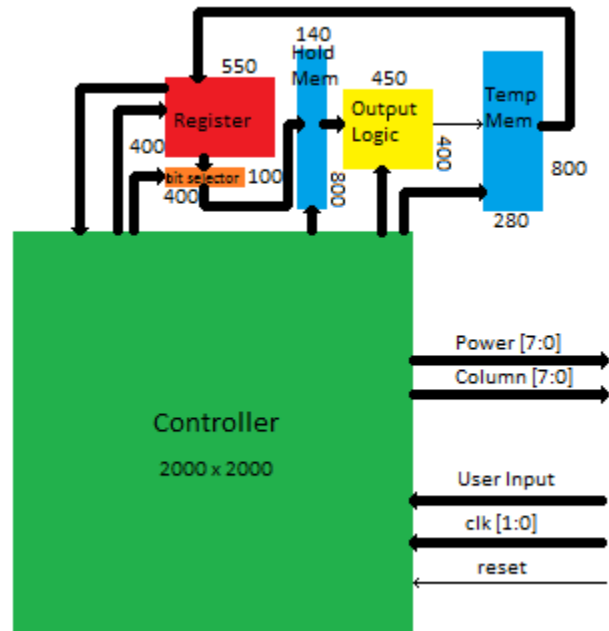 140
Hold
Mem
550
450
Register
Output
Logic
Temp
Mem
400
400
800
bit selector
100
400
800
280
Power [7:0]
Column [7:0]
Controller
2000 x 2000
User Input
clk [1:0]
reset